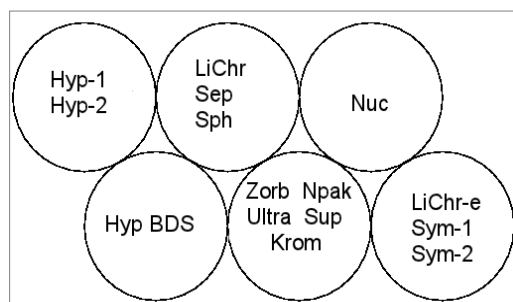 Hyp-1
Hyp-2
LiChr
Sep
Sph
Nuc
Hyp BDS
Zorb Npak
Ultra Sup
Krom
LiChr-e
Sym-1
Sym-2